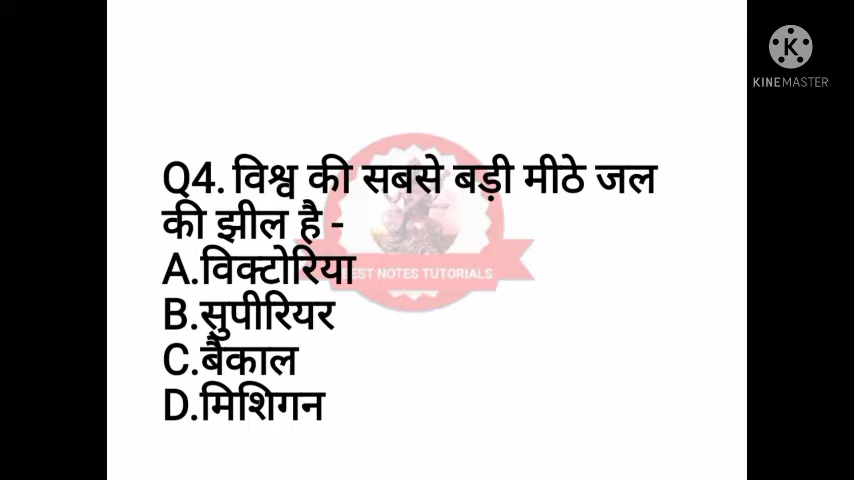 KINEMASTER
Q4. विश्व की सबसे बड़ी मीठे जल
की झील है -
A.विक्टोरिया
EST NOTES TUTORIALS
B.सुपीरियर
C.बैकाल
D.मिशिगन